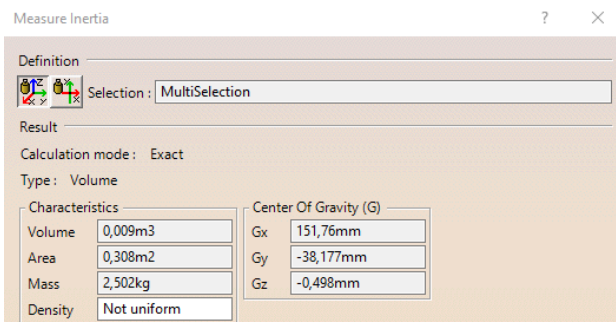 Measure Inertia ? ×
Definition
Selection : MultiSelection
Result
Calculation mode : Exact
Type : Volume
Characteristics
Volume 0,009m3
Area 0,308m2
Mass 2,502kg
Density Not uniform
Center Of Gravity (G)
Gx 151,76mm
Gy -38,177mm
Gz -0,498mm